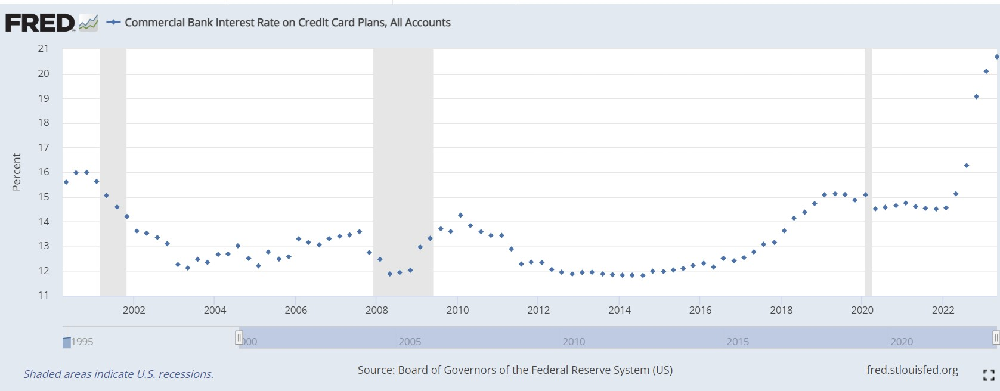 FRED
Commercial Bank Interest Rate on Credit Card Plans, All Accounts
Percent
21
20
19
18
17
16
15
14
13
12
11
2002 2004 2006 2008 2010 2012 2014 2016 2018 2020 2022
1995 000 2005 2010 2015 2020
Shaded areas indicate U.S. recessions.
Source: Board of Governors of the Federal Reserve System (US)
fred.stlouisfed.org